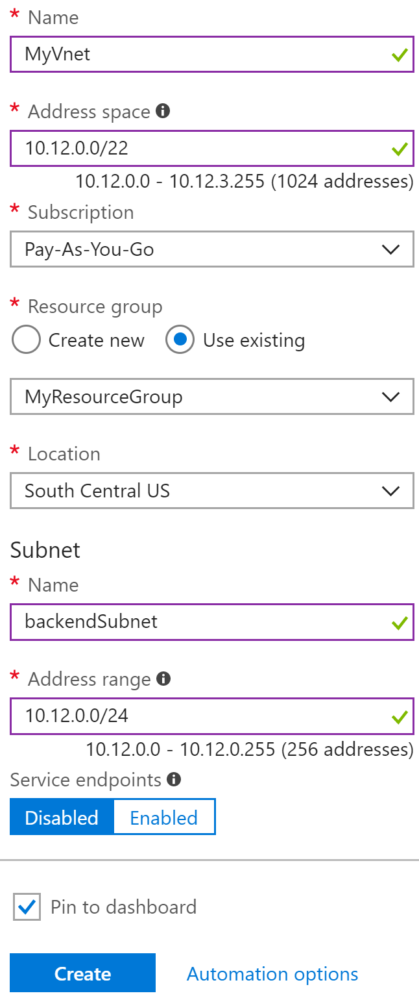 * Name
MyVnet
* Address space
10.12.0.0/22
10.12.0.0 - 10.12.3.255 (1024 addresses)
* Subscription
Pay-As-You-Go
* Resource group
Create new Use existing
MyResourceGroup
* Location
South Central US
Subnet
* Name
backendSubnet
* Address range
10.12.0.0/24
10.12.0.0 - 10.12.0.255 (256 addresses)
Service endpoints
Disabled Enabled
Pin to dashboard
Create Automation options